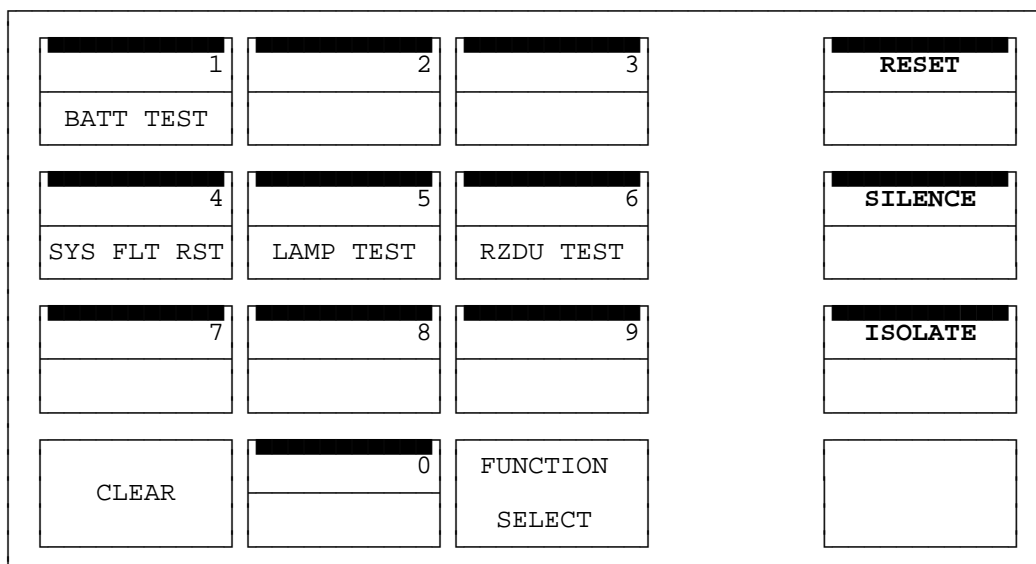 1 2 3 RESET
BATT TEST
4 5 6 SILENCE
SYS FLT RST LAMP TEST RZDU TEST
7 8 9 ISOLATE
0 FUNCTION
CLEAR
SELECT